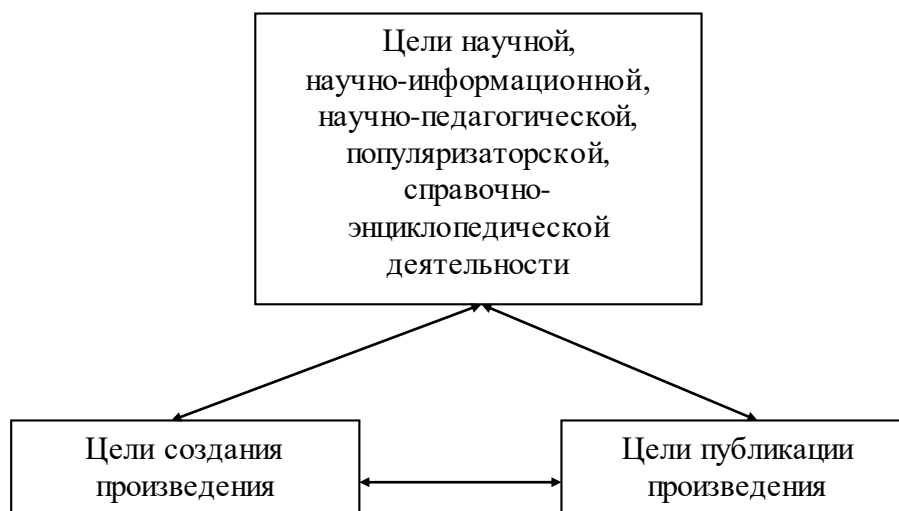 Цели научной,
научно-информационной,
научно-педагогической,
популяризаторской,
справочно-
энциклопедической
деятельности
Цели создания
произведения
Цели публикации
произведения